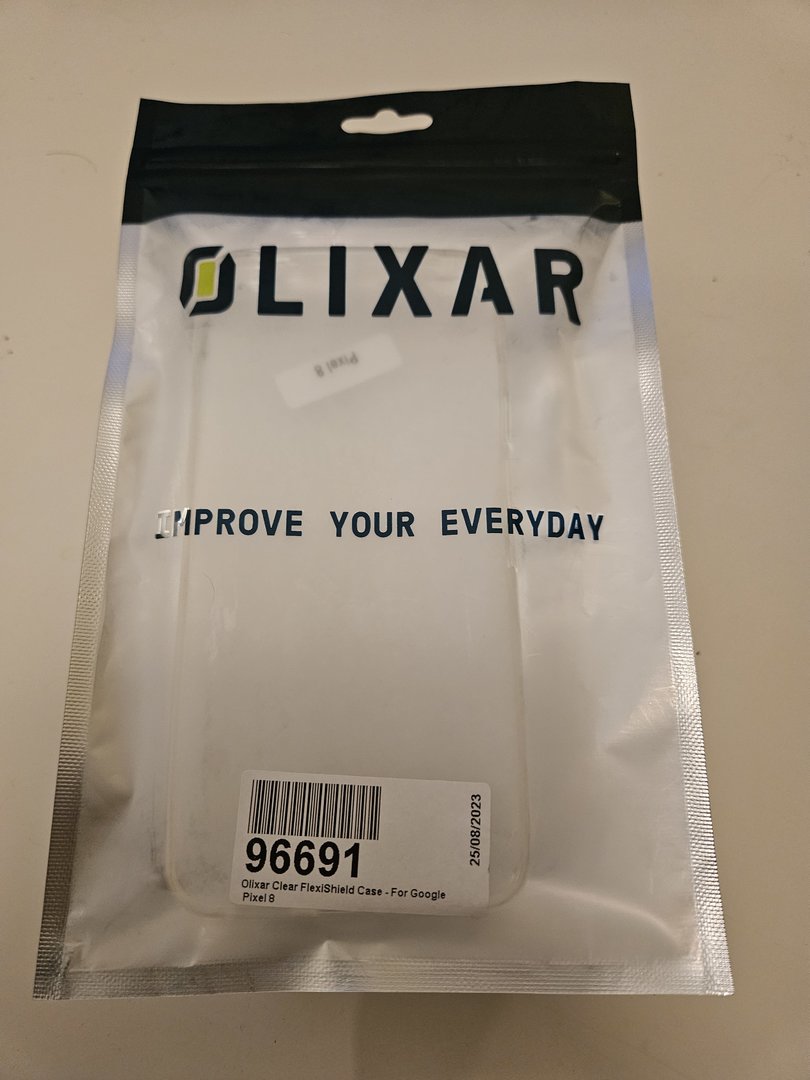 OLIXAR
Pixel 8
IMPROVE YOUR EVERYDAY
96691
25/08/2023
Olixar Clear FlexiShield Case - For Google
Pixel 8